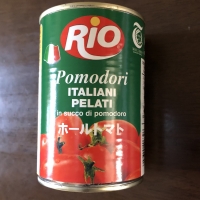 RIO
Pomodori
ITALIANI
PELATI
in succo di pomodoro
ホールトマト